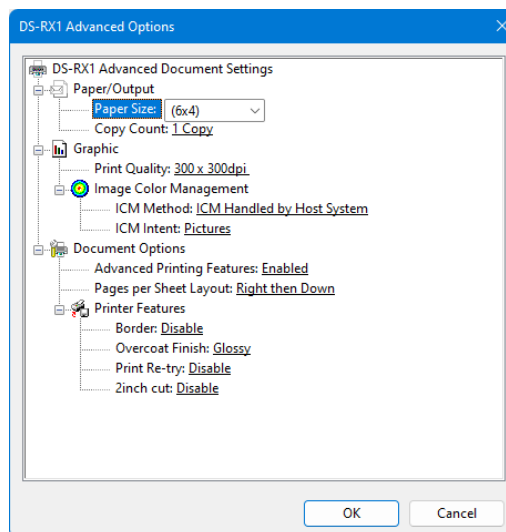 DS-RX1 Advanced Options
DS-RX1 Advanced Document Settings
Paper/Output
Paper Size: (6x4)
Copy Count: 1 Copy
Graphic
Print Quality: 300 x 300dpi
Image Color Management
ICM Method: ICM Handled by Host System
ICM Intent: Pictures
Document Options
Advanced Printing Features: Enabled
Pages per Sheet Layout: Right then Down
Printer Features
Border: Disable
Overcoat Finish: Glossy
Print Re-try: Disable
2inch cut: Disable
OK Cancel